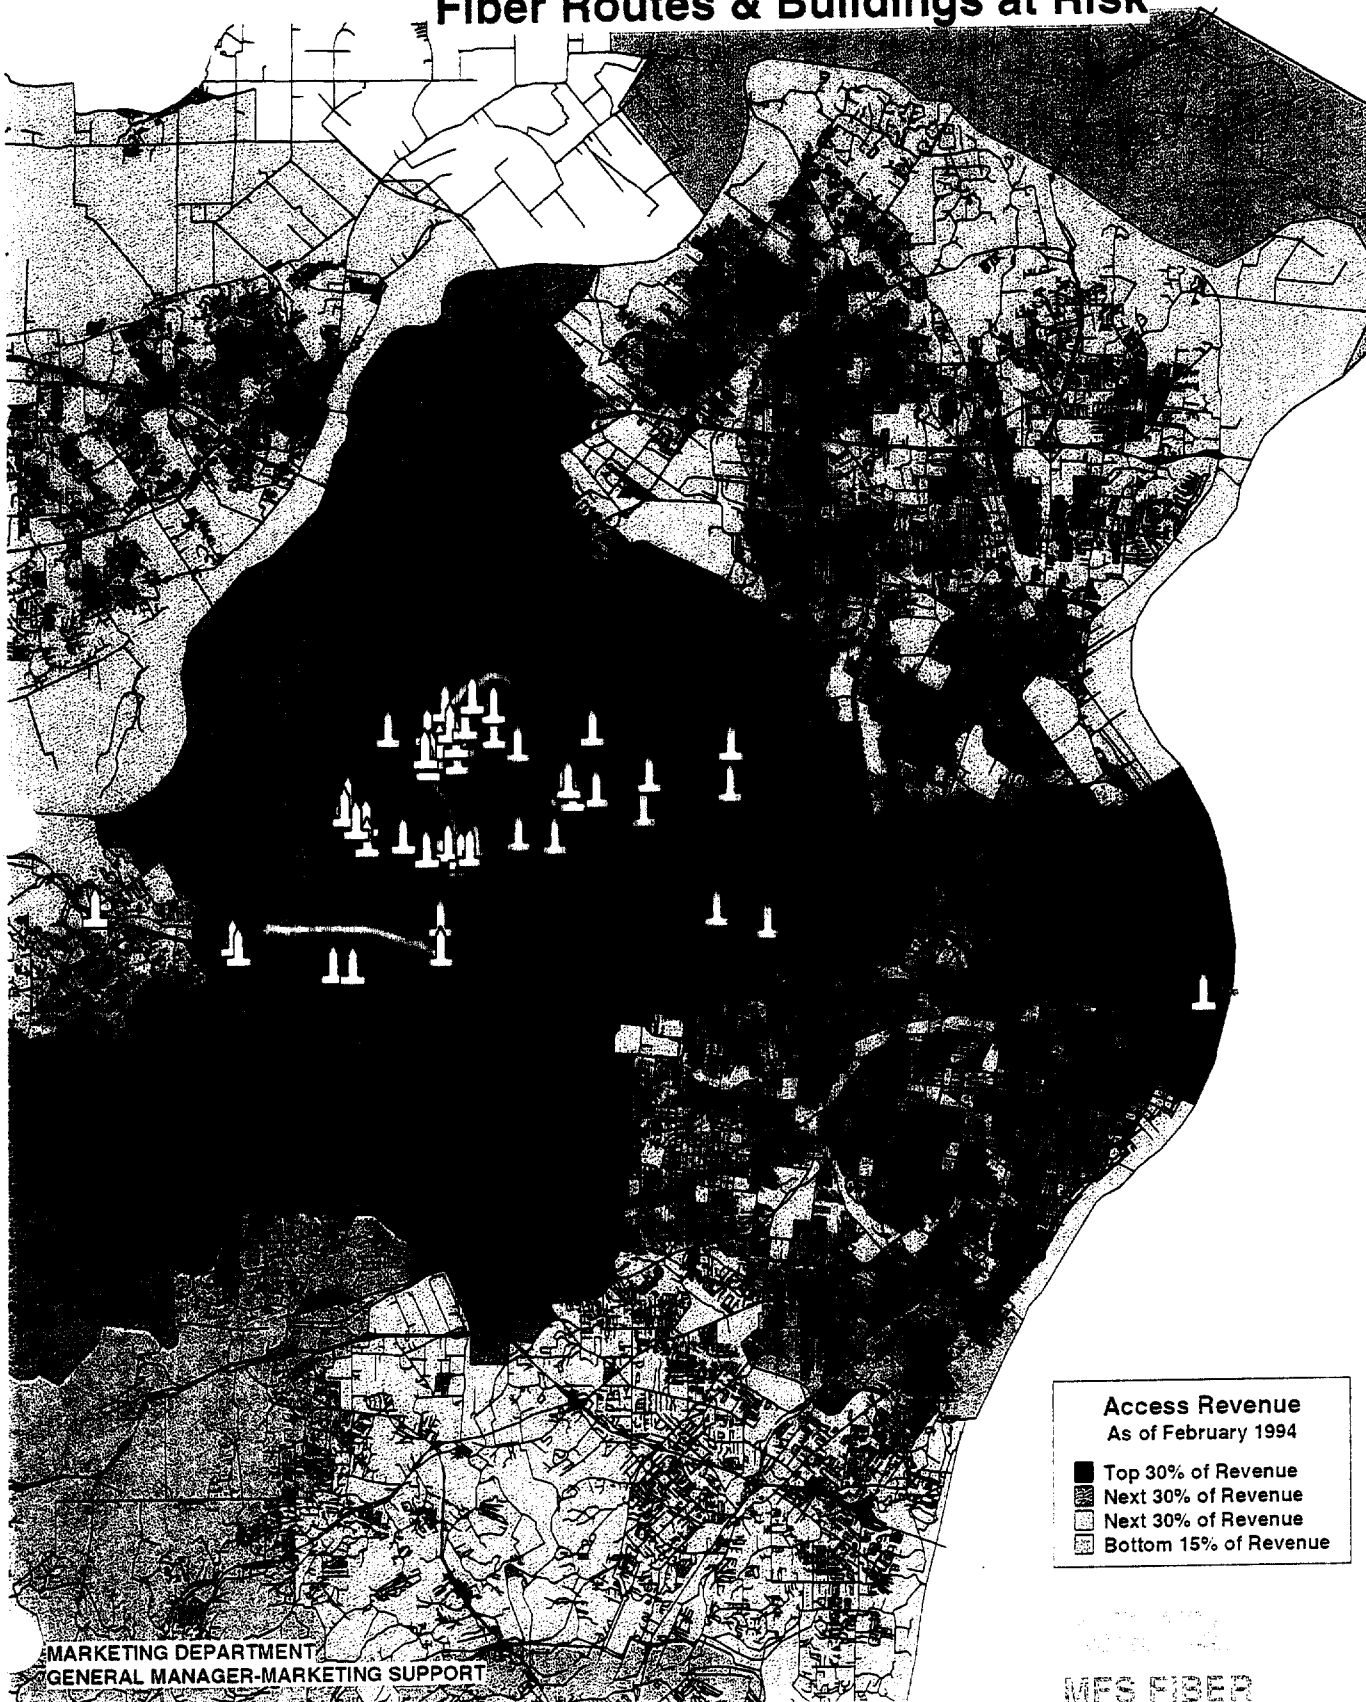 Fiber Routes & Buildings at Risk
Access Revenue
As of February 1994
Top 30% of Revenue
Next 30% of Revenue
Next 30% of Revenue
Bottom 15% of Revenue
MARKETING DEPARTMENT
GENERAL MANAGER-MARKETING SUPPORT
MFS FIBER